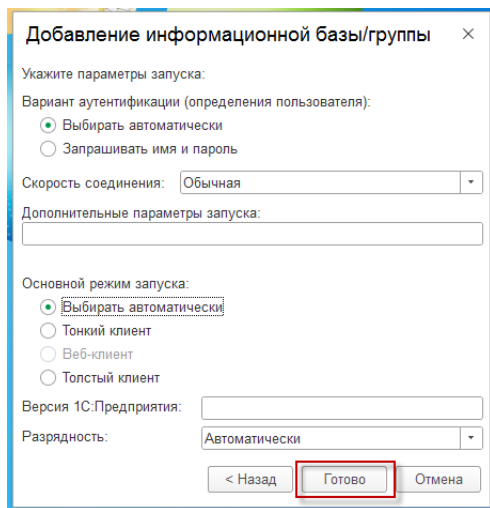 Добавление информационной базы/группы
Укажите параметры запуска:
Вариант аутентификации (определения пользователя):
Выбирать автоматически
Запрашивать имя и пароль
Скорость соединения: Обычная
Дополнительные параметры запуска:
Основной режим запуска:
Выбирать автоматически
Тонкий клиент
Веб-клиент
Толстый клиент
Версия 1С:Предприятия:
Разрядность: Автоматически
< Назад Готово Отмена